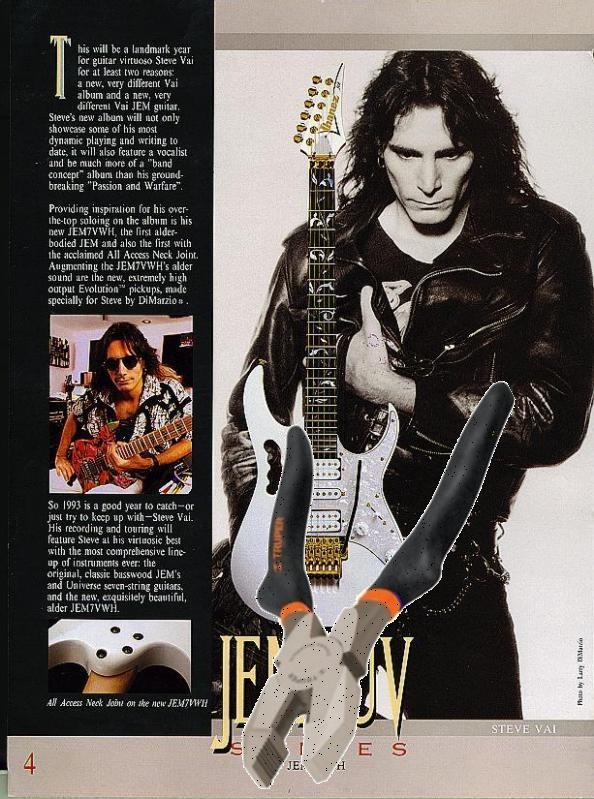 This will be a landmark year
for guitar virtuoso Steve Vai
for at least two reasons:
a new, very different Vai
album and a new, very
different Vai JEM guitar.
Steve's new album will not only
showcase some of his most
dynamic playing and writing to
date, it will also feature a vocalist
and be much more of a "band
concept" album than his ground-
breaking "Passion and Warfare".
Providing inspiration for his over-
the-top soloing on the album is his
new JEM7VWH, the first alder-
bodied JEM and also the first with
the acclaimed All Access Neck Joint.
Augmenting the JEM7VWH's alder
sound are the new, extremely high
output Evolution™ pickups, made
specially for Steve by DiMarzio®.
So 1993 is a good year to catch—or
just try to keep up with—Steve Vai.
His recording and touring will
feature Steve at his virtuosic best
with the most comprehensive line-
up of instruments ever: the
original, classic basswood JEM's
and Universe seven-string guitars,
and the new, exquisitely beautiful,
alder JEM7VWH.
All Access Neck Joint on the new JEM7VWH
4
Ibanez
TRUPER
STEVE VAI
Photo by Larry DiMarzio